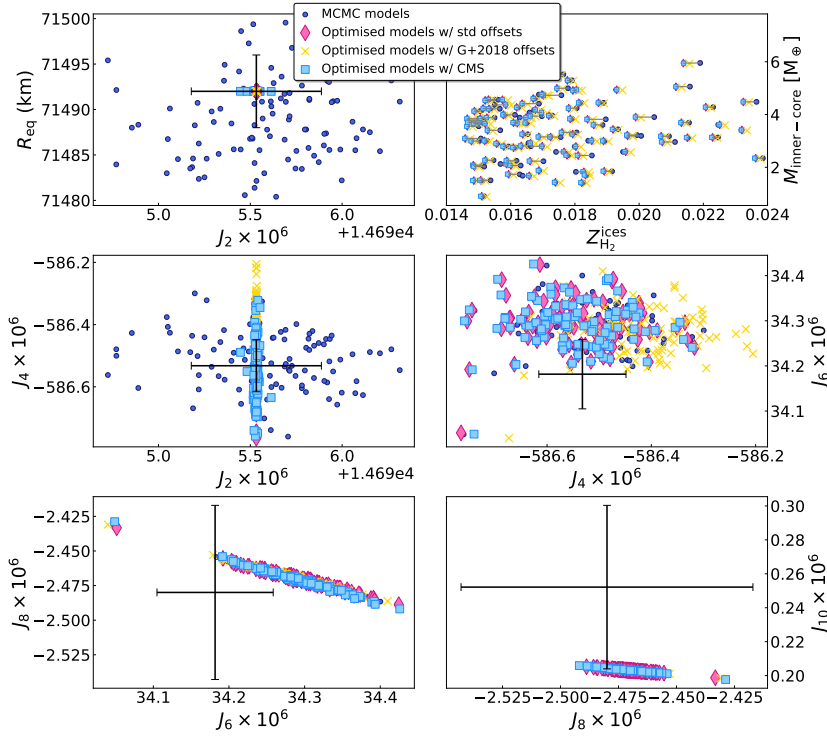 MCMC models
Optimised models w/ std offsets
Optimised models w/ G+2018 offsets
Optimised models w/ CMS
71500
71495
71490
71485
71480
R_eq (km)
5.0
5.5
6.0
J_2 × 10^6
+1.469e4
6
4
2
M_inner−core [M_⊕]
0.014
0.016
0.018
0.020
0.022
0.024
Z_H_2^ices
−586.2
−586.4
−586.6
J_4 × 10^6
5.0
5.5
6.0
J_2 × 10^6
+1.469e4
34.4
34.3
34.2
34.1
J_6 × 10^6
−586.6
−586.4
−586.2
J_4 × 10^6
−2.425
−2.450
−2.475
−2.500
−2.525
J_8 × 10^6
34.1
34.2
34.3
34.4
J_6 × 10^6
0.30
0.28
0.26
0.24
0.22
0.20
J_10 × 10^6
−2.525
−2.500
−2.475
−2.450
−2.425
J_8 × 10^6